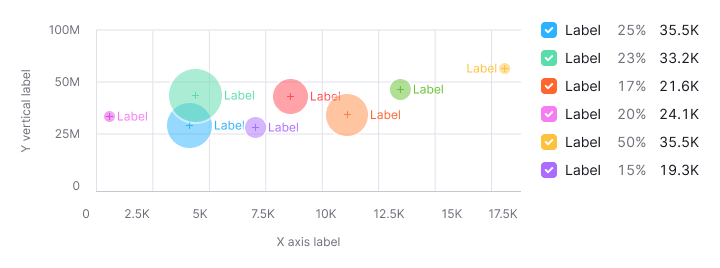 100M
50M
25M
0
Y vertical label
Label
Label
Label
Label
Label
Label
Label
Label
0 2.5K 5K 7.5K 10K 12.5K 15K 17.5K
X axis label
Label 25% 35.5K
Label 23% 33.2K
Label 17% 21.6K
Label 20% 24.1K
Label 50% 35.5K
Label 15% 19.3K